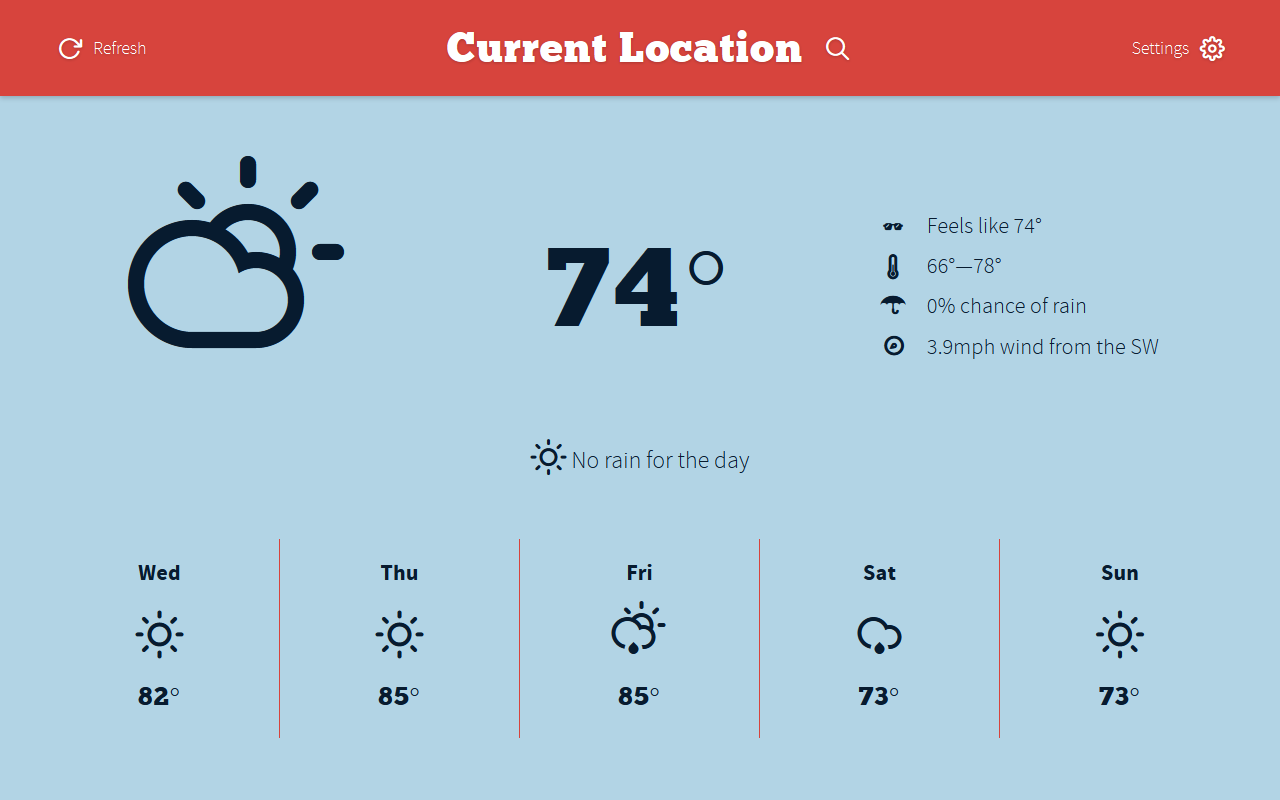 Refresh
Current Location
Settings
74°
Feels like 74°
66°—78°
0% chance of rain
3.9mph wind from the SW
No rain for the day
Wed
82°
Thu
85°
Fri
85°
Sat
73°
Sun
73°